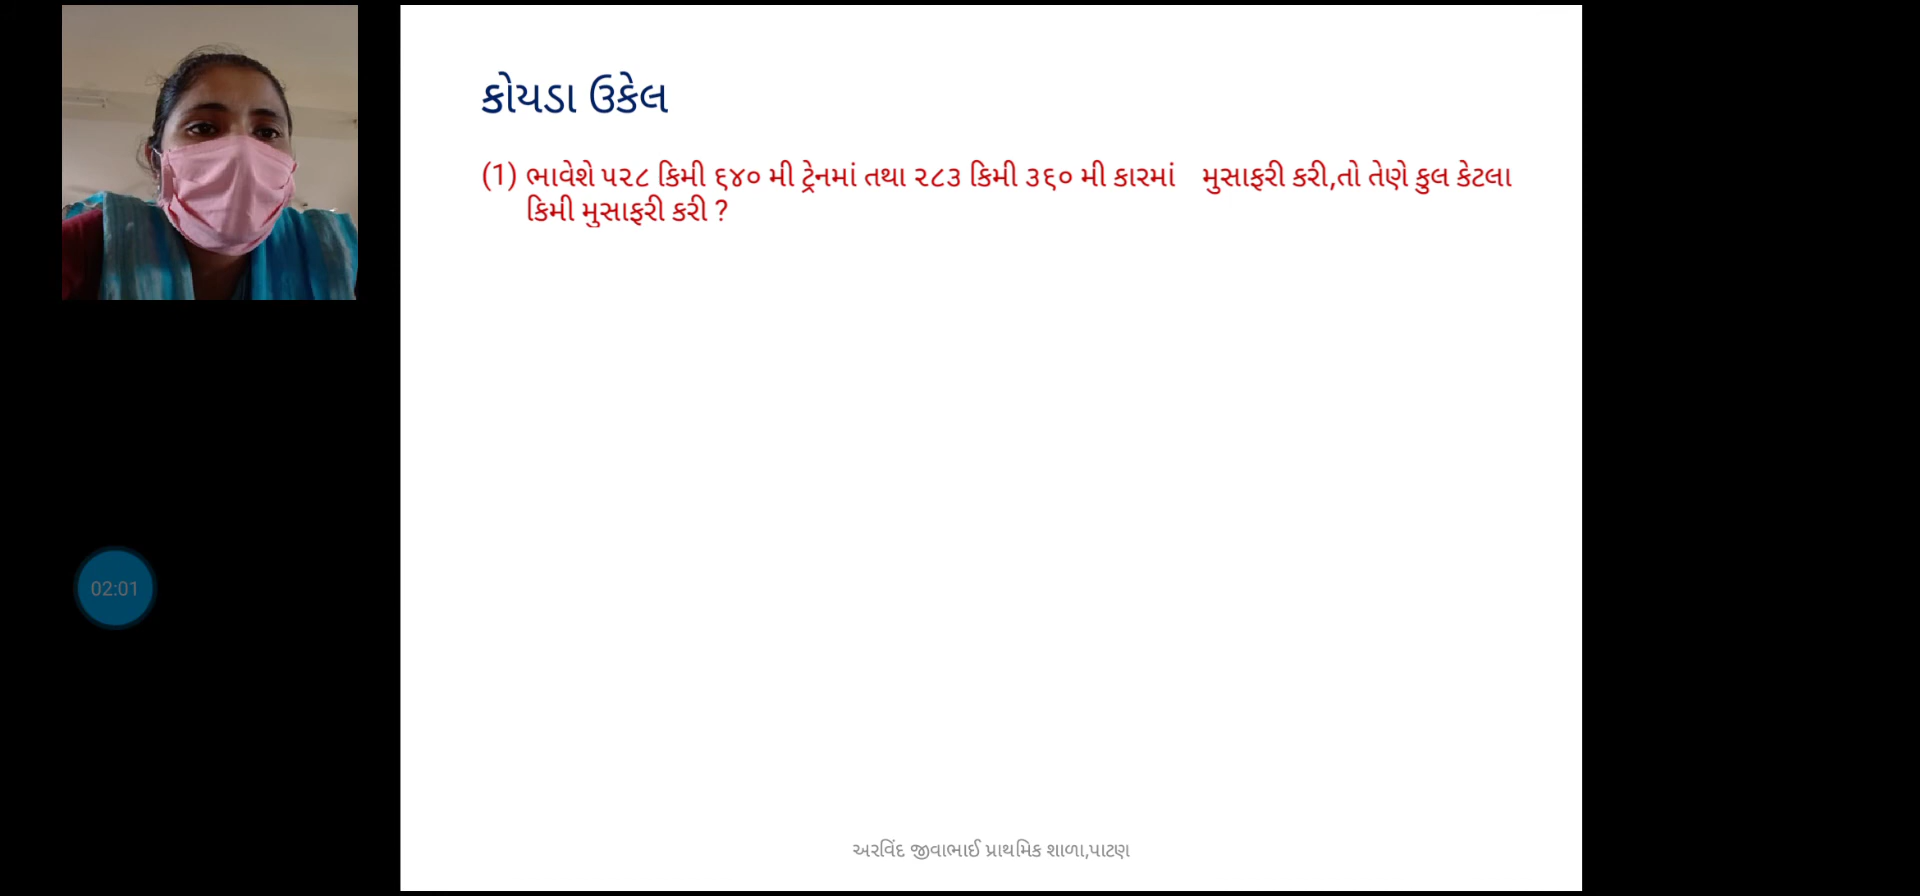 કોયડા ઉકેલ
(1) ભાવેશે ૫૨૮ કિમી ૬૪૦ મી ટ્રેનમાં તથા ૨૮૩ કિમી ૩૬૦ મી કારમાં મુસાફરી કરી,તો તેણે કુલ કેટલા
કિમી મુસાફરી કરી ?
02:01
અરવિંદ જીવાભાઈ પ્રાથમિક શાળા,પાટણ